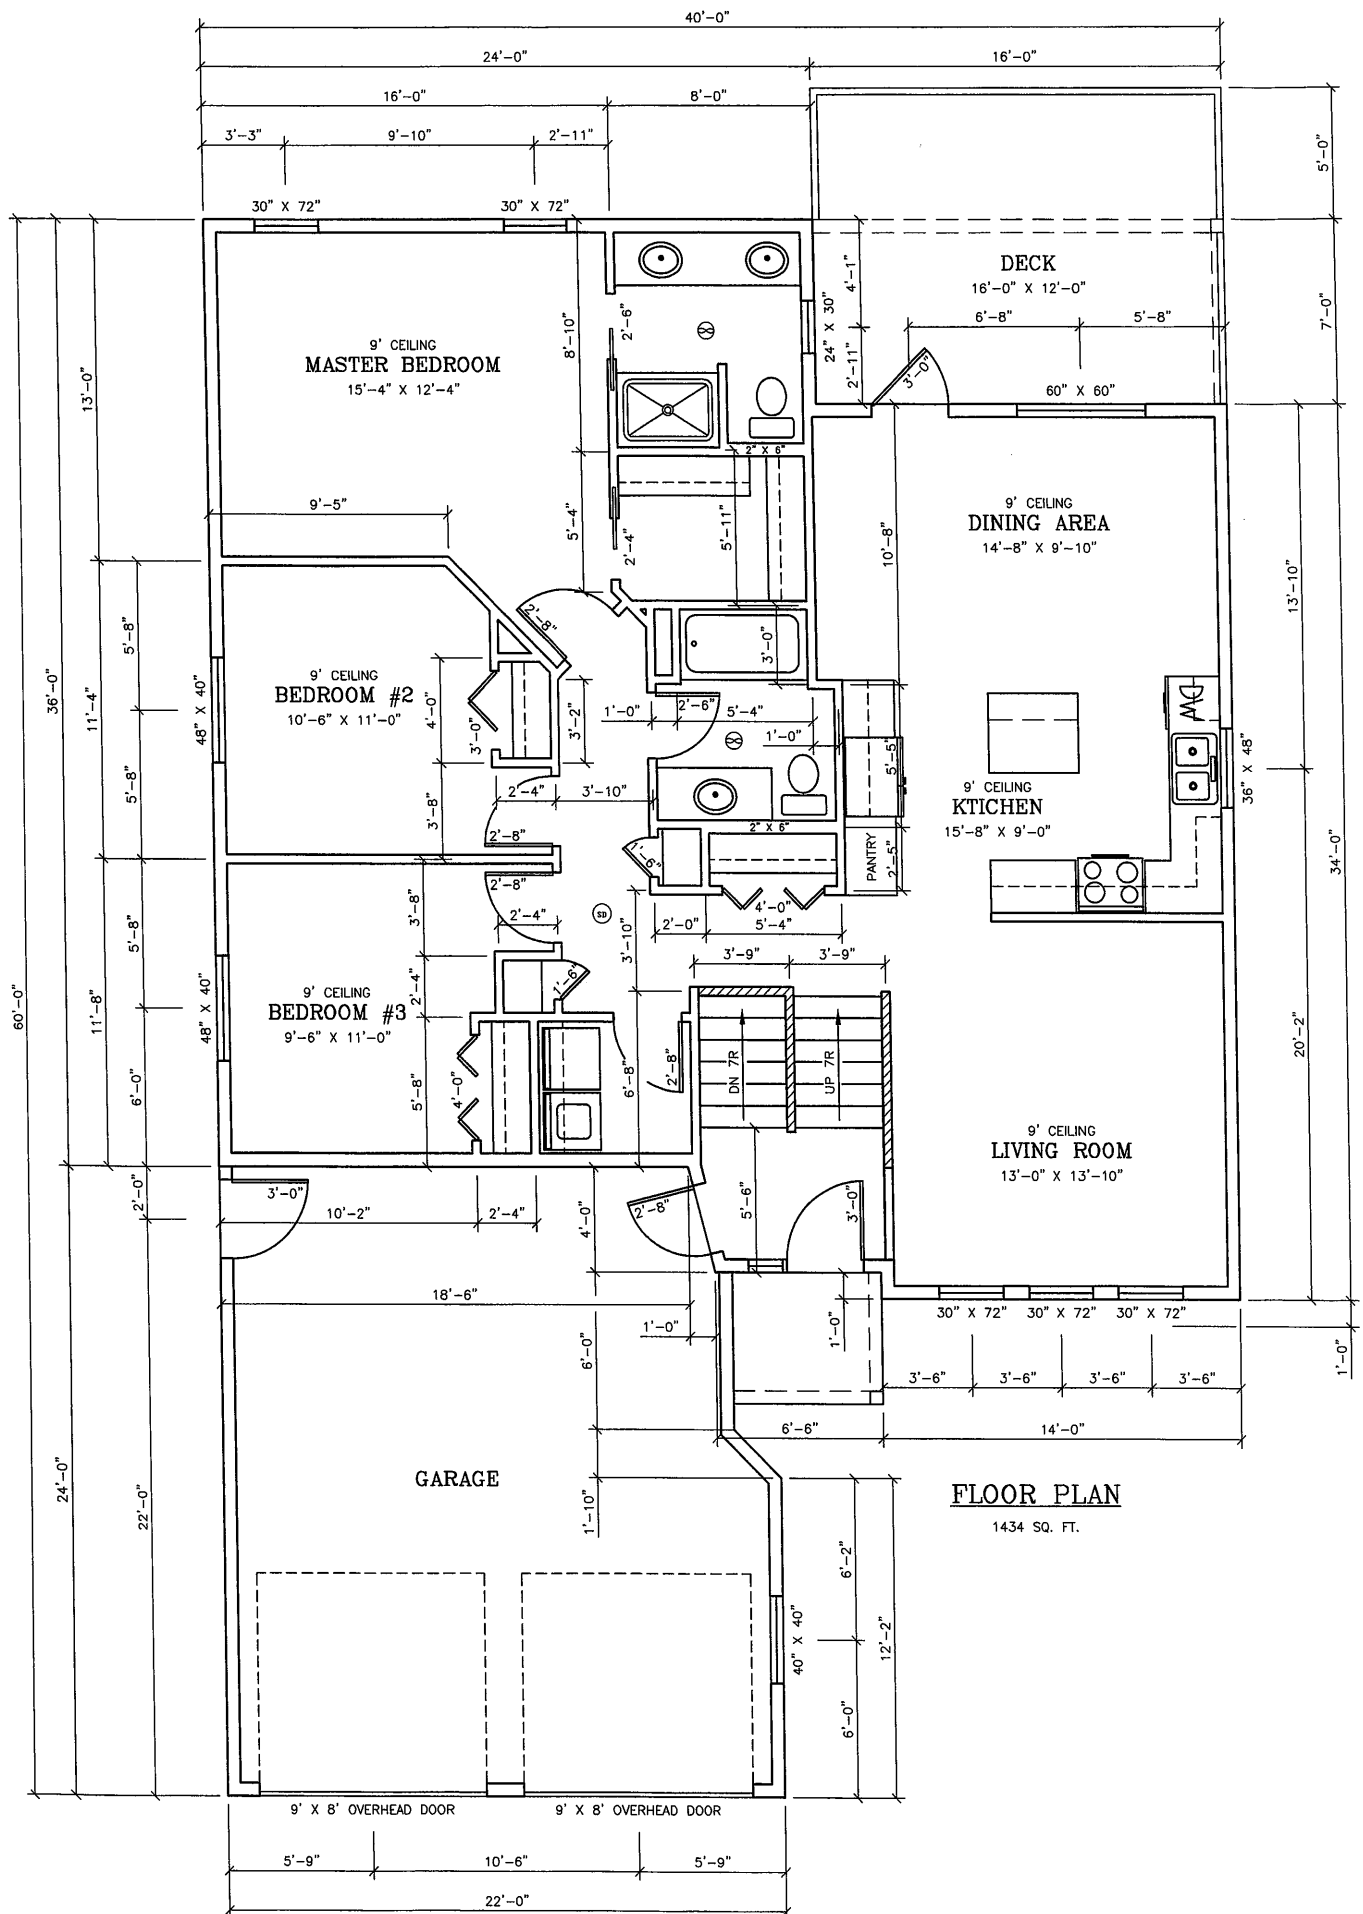 40'-0"
24'-0"
16'-0"
16'-0"
8'-0"
3'-3"
9'-10"
2'-11"
5'-0"
30" X 72"
30" X 72"
DECK
16'-0" X 12'-0"
4'-1"
7'-0"
6'-8"
5'-8"
24" X 30"
2'-11"
3'-0"
60" X 60"
2'-6"
8'-10"
9' CEILING
MASTER BEDROOM
15'-4" X 12'-4"
13'-0"
2" X 6"
9'-5"
5'-4"
2'-4"
5'-11"
10'-8"
9' CEILING
DINING AREA
14'-8" X 9'-10"
13'-10"
2'-8"
3'-0"
5'-8"
36'-0"
11'-4"
48" X 40"
9' CEILING
BEDROOM #2
10'-6" X 11'-0"
4'-0"
3'-0"
3'-2"
1'-0"
2'-6"
5'-4"
1'-0"
5'-5"
5'-8"
3'-8"
2'-4"
3'-10"
2'-8"
2" X 6"
1'-6"
PANTRY
2'-5"
9' CEILING
KTICHEN
15'-8" X 9'-0"
36" X 48"
34'-0"
2'-8"
3'-8"
2'-4"
SD
4'-0"
2'-0"
5'-4"
3'-10"
3'-9"
3'-9"
5'-8"
60'-0"
11'-8"
48" X 40"
9' CEILING
BEDROOM #3
9'-6" X 11'-0"
2'-4"
1'-6"
6'-0"
5'-8"
4'-0"
6'-8"
2'-8"
DN 7R
UP 7R
20'-2"
9' CEILING
LIVING ROOM
13'-0" X 13'-10"
2'-0"
3'-0"
10'-2"
2'-4"
4'-0"
2'-8"
5'-6"
3'-0"
18'-6"
1'-0"
6'-0"
1'-0"
30" X 72"
30" X 72"
30" X 72"
1'-0"
3'-6"
3'-6"
3'-6"
3'-6"
6'-6"
14'-0"
24'-0"
22'-0"
GARAGE
1'-10"
FLOOR PLAN
1434 SQ. FT.
6'-2"
40" X 40"
12'-2"
6'-0"
9' X 8' OVERHEAD DOOR
9' X 8' OVERHEAD DOOR
5'-9"
10'-6"
5'-9"
22'-0"